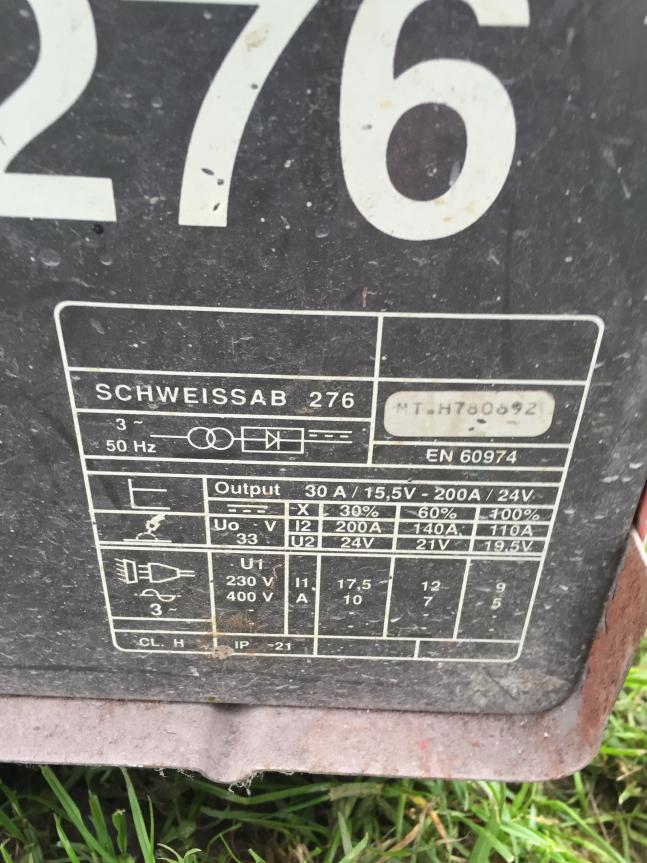 276
SCHWEISSAB 276
MT.H780692
3 ~
50 Hz
EN 60974
Output 30 A / 15,5V - 200A / 24V
X 30% 60% 100%
Uo V I2 200A 140A 110A
33 U2 24V 21V 19,5V
U1
230 V I1 17,5 12 9
400 V A 10 7 5
3 ~ - - - -
CL. H IP -21